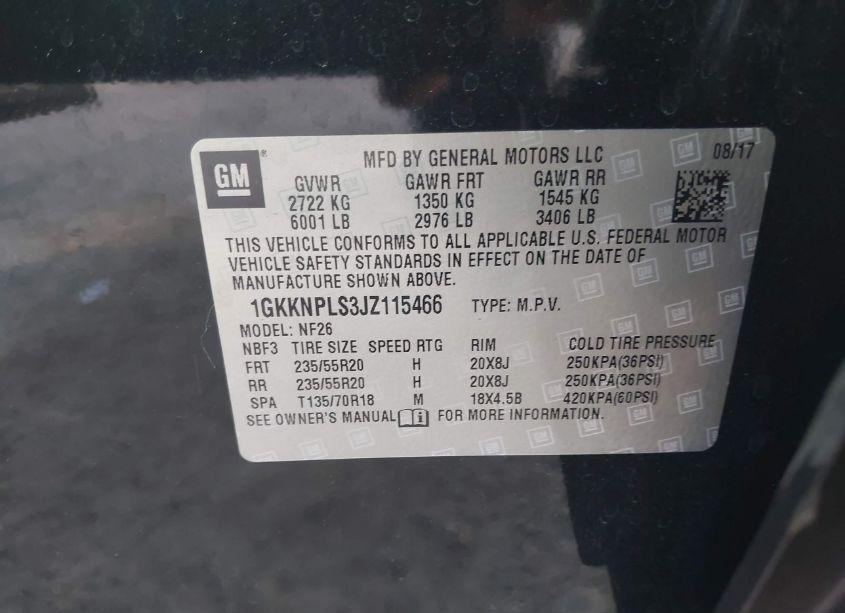 GM ® MFD BY GENERAL MOTORS LLC 08/17
GVWR GAWR FRT GAWR RR
2722 KG 1350 KG 1545 KG
6001 LB 2976 LB 3406 LB
THIS VEHICLE CONFORMS TO ALL APPLICABLE U.S. FEDERAL MOTOR
VEHICLE SAFETY STANDARDS IN EFFECT ON THE DATE OF
MANUFACTURE SHOWN ABOVE.
1GKKNPLS3JZ115466 TYPE: M.P.V.
MODEL: NF26
NBF3 TIRE SIZE SPEED RTG RIM COLD TIRE PRESSURE
FRT 235/55R20 H 20X8J 250KPA(36PSI)
RR 235/55R20 H 20X8J 250KPA(36PSI)
SPA T135/70R18 M 18X4.5B 420KPA(60PSI)
SEE OWNER'S MANUAL FOR MORE INFORMATION.